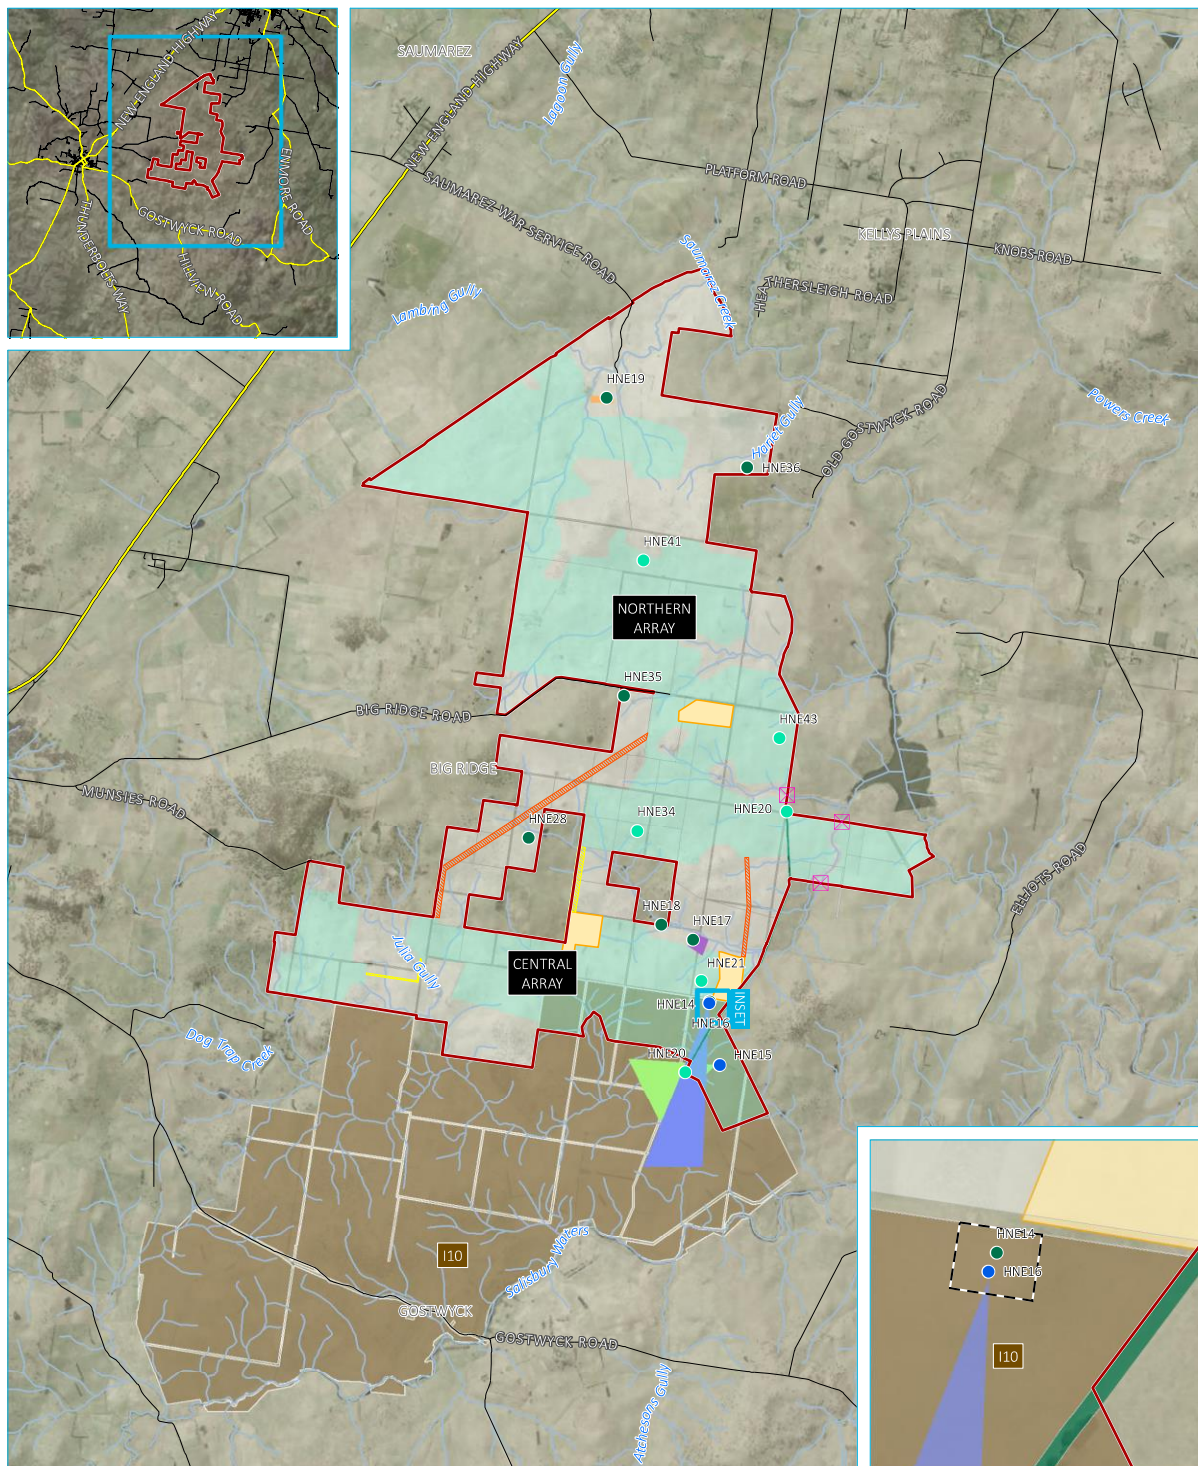 NEW ENGLAND HIGHWAY
EMMORE ROAD
GOSTWYCK ROAD
THUNDERBOLTS WAY
HILLVIEW ROAD
SAUMAREZ
NEW ENGLAND HIGHWAY
Lagoon Gully
PLATFORM ROAD
SAUMAREZ WAR SERVICE ROAD
KELLYS PLAINS
KNOBS ROAD
Saumarez Creek
HEATHERSLEIGH ROAD
Lambing Gully
HNE19
Powers Creek
Hariet Gully
OLD GOSTWYCK ROAD
HNE36
HNE41
NORTHERN
ARRAY
HNE35
BIG RIDGE ROAD
HNE43
BIG RIDGE
MUNSIES ROAD
HNE28
HNE34
HNE20
ELLIOTS ROAD
HNE18
HNE17
Julia Gully
CENTRAL
ARRAY
HNE21
HNE14
INSET
HNE16
Dog Trap Creek
HNE20
HNE15
Salisbury Waters
I10
GOSTWYCK
GOSTWYCK ROAD
Atchesons Gully
HNE14
HNE16
I10